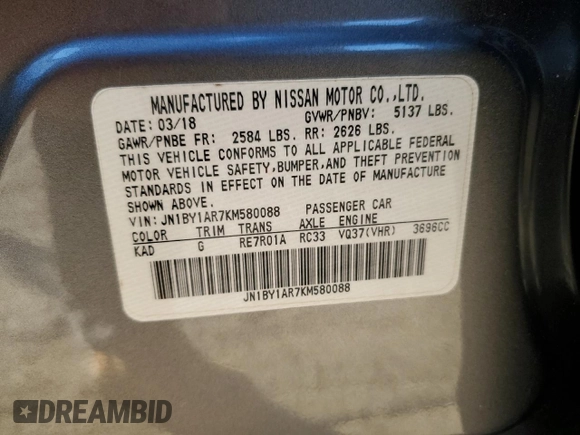 MANUFACTURED BY NISSAN MOTOR CO.,LTD.
DATE: 03/18 GVWR/PNBV: 5137 LBS.
GAWR/PNBE FR: 2584 LBS. RR: 2626 LBS.
THIS VEHICLE CONFORMS TO ALL APPLICABLE FEDERAL
MOTOR VEHICLE SAFETY,BUMPER,AND THEFT PREVENTION
STANDARDS IN EFFECT ON THE DATE OF MANUFACTURE
SHOWN ABOVE.
VIN: JN1BY1AR7KM580088 PASSENGER CAR
COLOR TRIM TRANS AXLE ENGINE
KAD G RE7R01A RC33 VQ37(VHR) 3696CC
JN1BY1AR7KM580088
DREAMBID